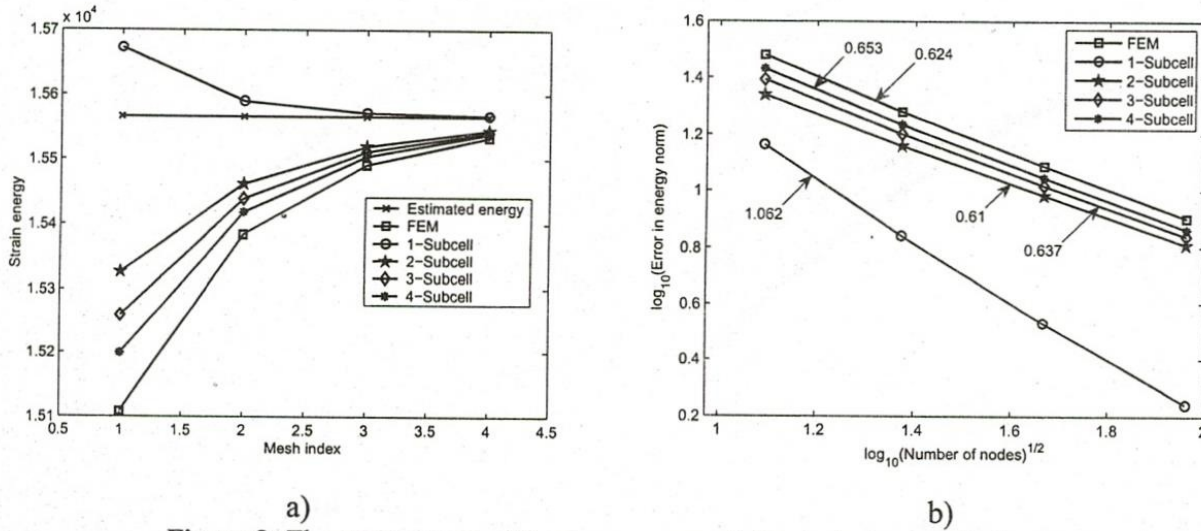 1.57 x 10^4
1.56
1.55
1.54
1.53
1.52
1.51
Strain energy
0.5 1 1.5 2 2.5 3 3.5 4 4.5
Mesh index
Estimated energy
FEM
1-Subcell
2-Subcell
3-Subcell
4-Subcell
a)
1.6
1.4
1.2
1
0.8
0.6
0.4
0.2
log10(Error in energy norm)
1 1.2 1.4 1.6 1.8
log10(Number of nodes)^1/2
0.653
0.624
1.062
0.61
0.637
FEM
1-Subcell
2-Subcell
3-Subcell
4-Subcell
b)